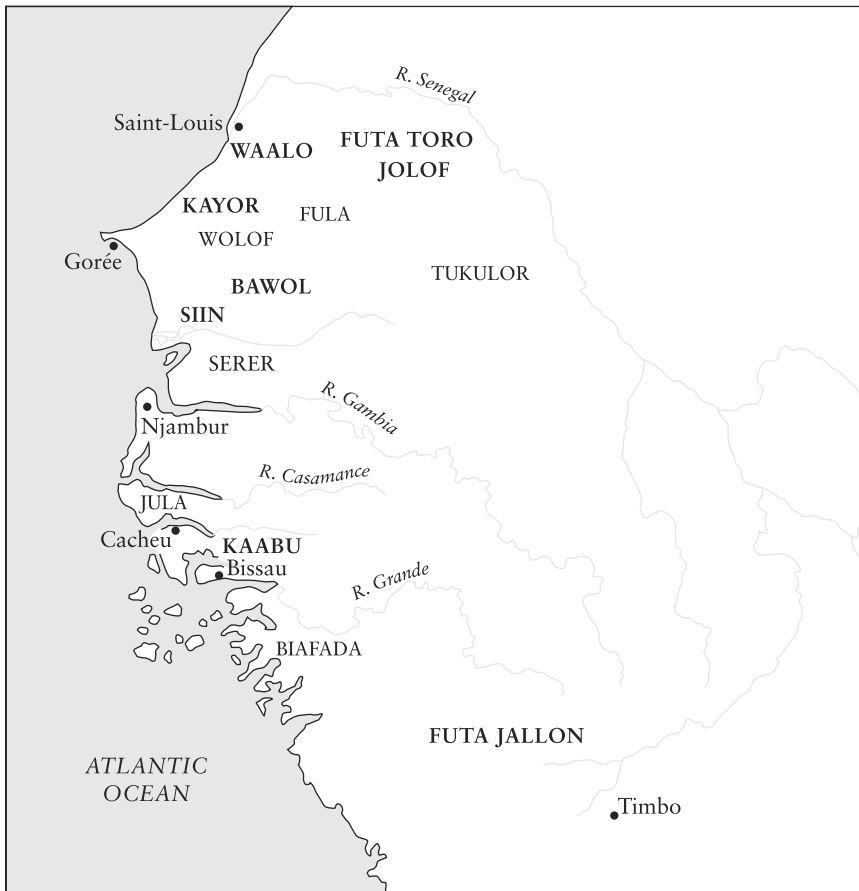 R. Senegal
Saint-Louis
WAALO
FUTA TORO
JOLOF
KAYOR
FULA
WOLOF
Gorée
TUKULOR
BAWOL
SIIN
SERER
R. Gambia
Njambur
R. Casamance
JULA
Cacheu
KAABU
Bissau
R. Grande
BIAFADA
FUTA JALLON
ATLANTIC
OCEAN
Timbo